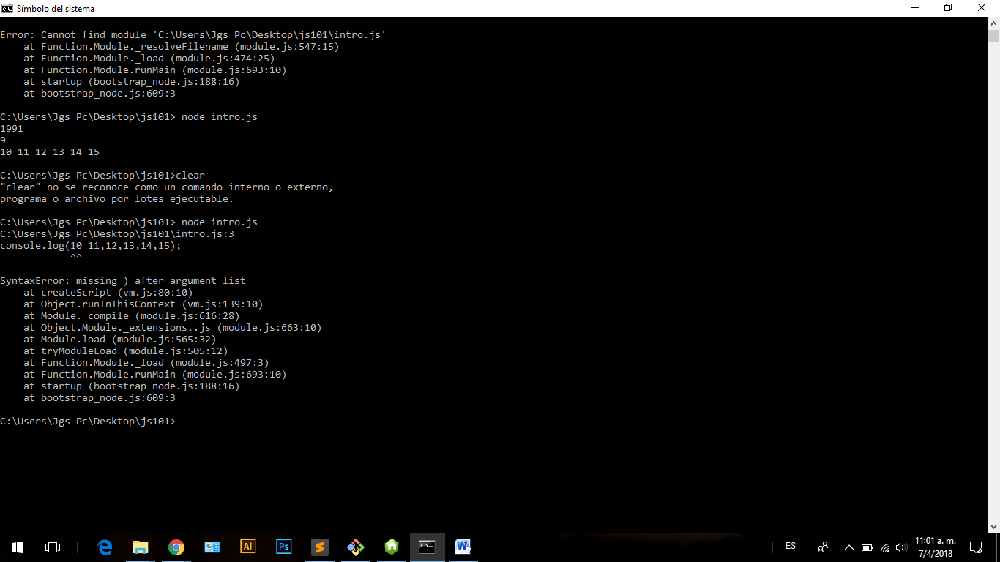 Símbolo del sistema
Error: Cannot find module 'C:\Users\Jgs Pc\Desktop\js101\intro.js'
    at Function.Module._resolveFilename (module.js:547:15)
    at Function.Module._load (module.js:474:25)
    at Function.Module.runMain (module.js:693:10)
    at startup (bootstrap_node.js:188:16)
    at bootstrap_node.js:609:3
C:\Users\Jgs Pc\Desktop\js101> node intro.js
1991
9
10 11 12 13 14 15
C:\Users\Jgs Pc\Desktop\js101>clear
"clear" no se reconoce como un comando interno o externo,
programa o archivo por lotes ejecutable.
C:\Users\Jgs Pc\Desktop\js101> node intro.js
C:\Users\Jgs Pc\Desktop\js101\intro.js:3
console.log(10 11,12,13,14,15);
            ^^
SyntaxError: missing ) after argument list
    at createScript (vm.js:80:10)
    at Object.runInThisContext (vm.js:139:10)
    at Module._compile (module.js:616:28)
    at Object.Module._extensions..js (module.js:663:10)
    at Module.load (module.js:565:32)
    at tryModuleLoad (module.js:505:12)
    at Function.Module._load (module.js:497:3)
    at Function.Module.runMain (module.js:693:10)
    at startup (bootstrap_node.js:188:16)
    at bootstrap_node.js:609:3
C:\Users\Jgs Pc\Desktop\js101>
Ai
Ps
ES
11:01 a. m.
7/4/2018